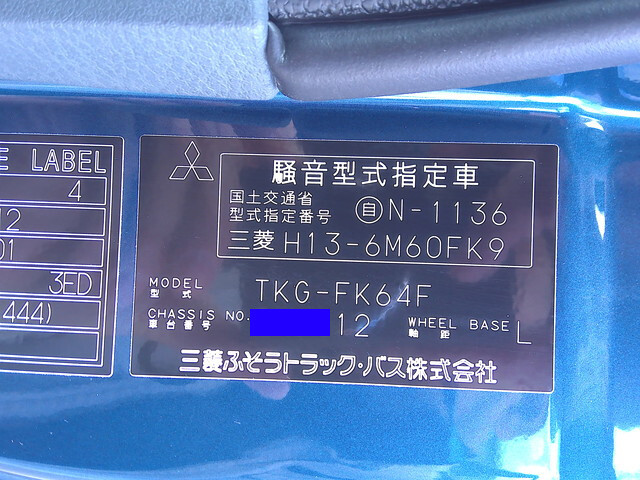 E LABEL
4
12
01
3ED
444)
騒音型式指定車
国土交通省
型式指定番号 自N-1136
三菱 H13-6M60FK9
MODEL
型式 TKG-FK64F
CHASSIS NO.
車台番号 12 WHEEL BASE
軸距 L
三菱ふそうトラック・バス株式会社